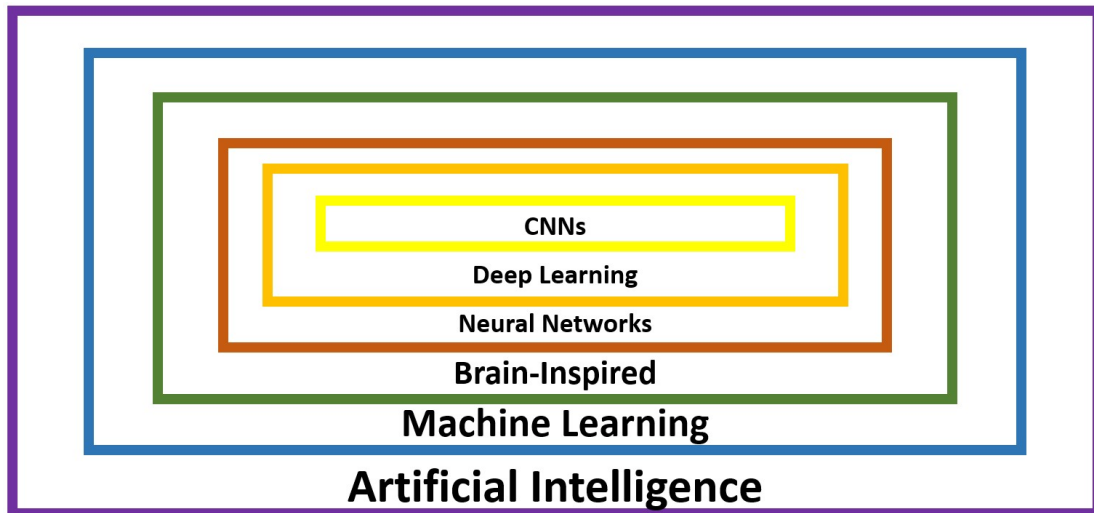 CNNs
Deep Learning
Neural Networks
Brain-Inspired
Machine Learning
Artificial Intelligence